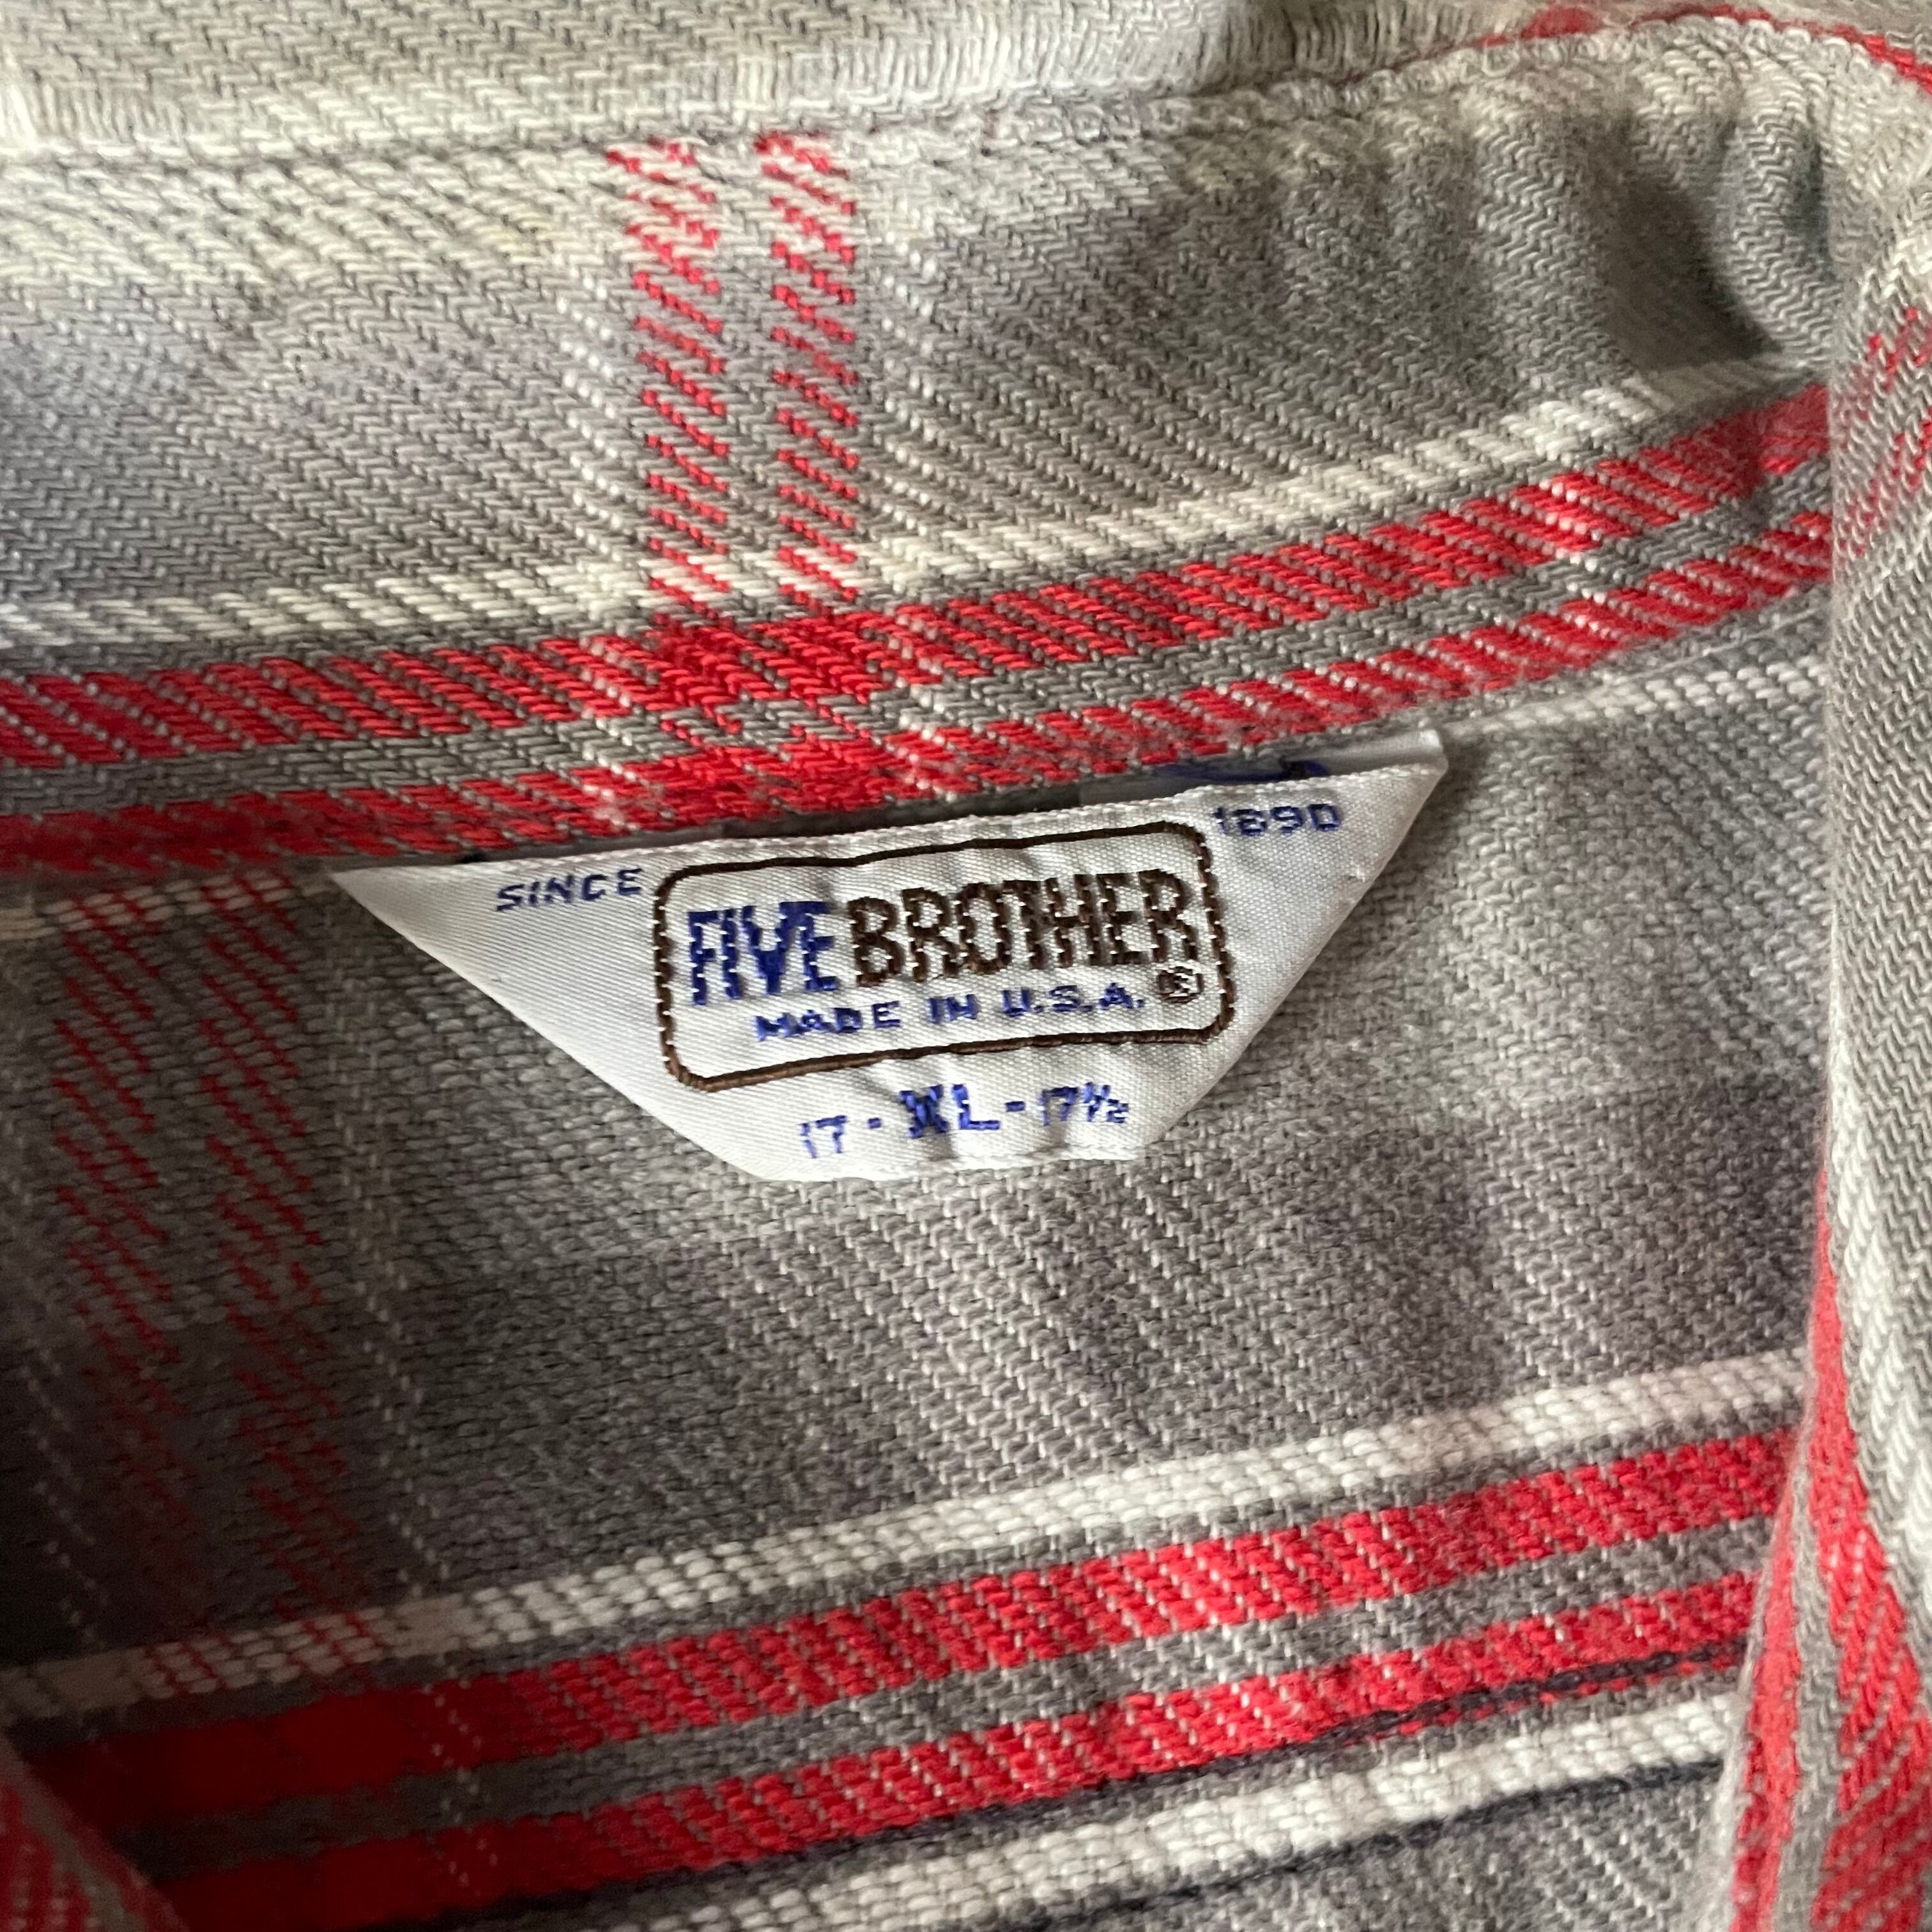 SINCE 1890
FIVE BROTHER
MADE IN U.S.A. ®
17 - XL - 17½